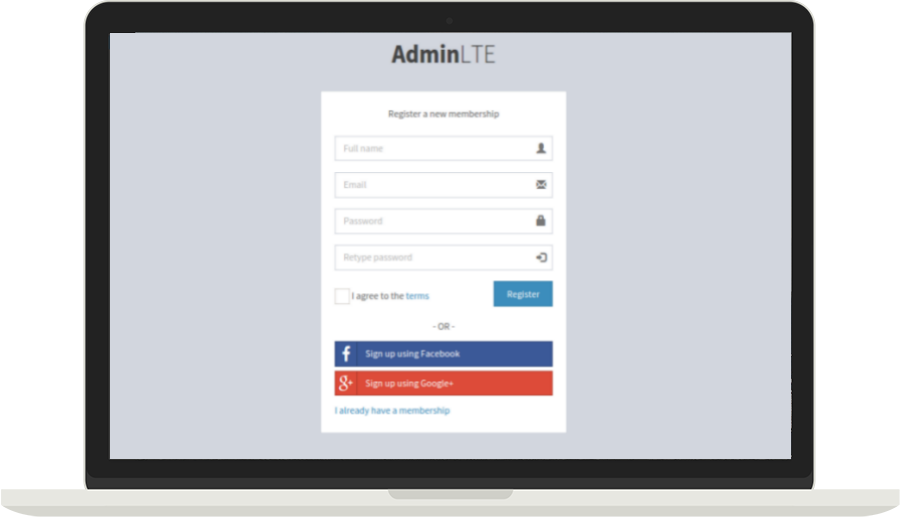 AdminLTE
Register a new membership
Full name
Email
Password
Retype password
I agree to the terms
Register
- OR -
Sign up using Facebook
Sign up using Google+
I already have a membership